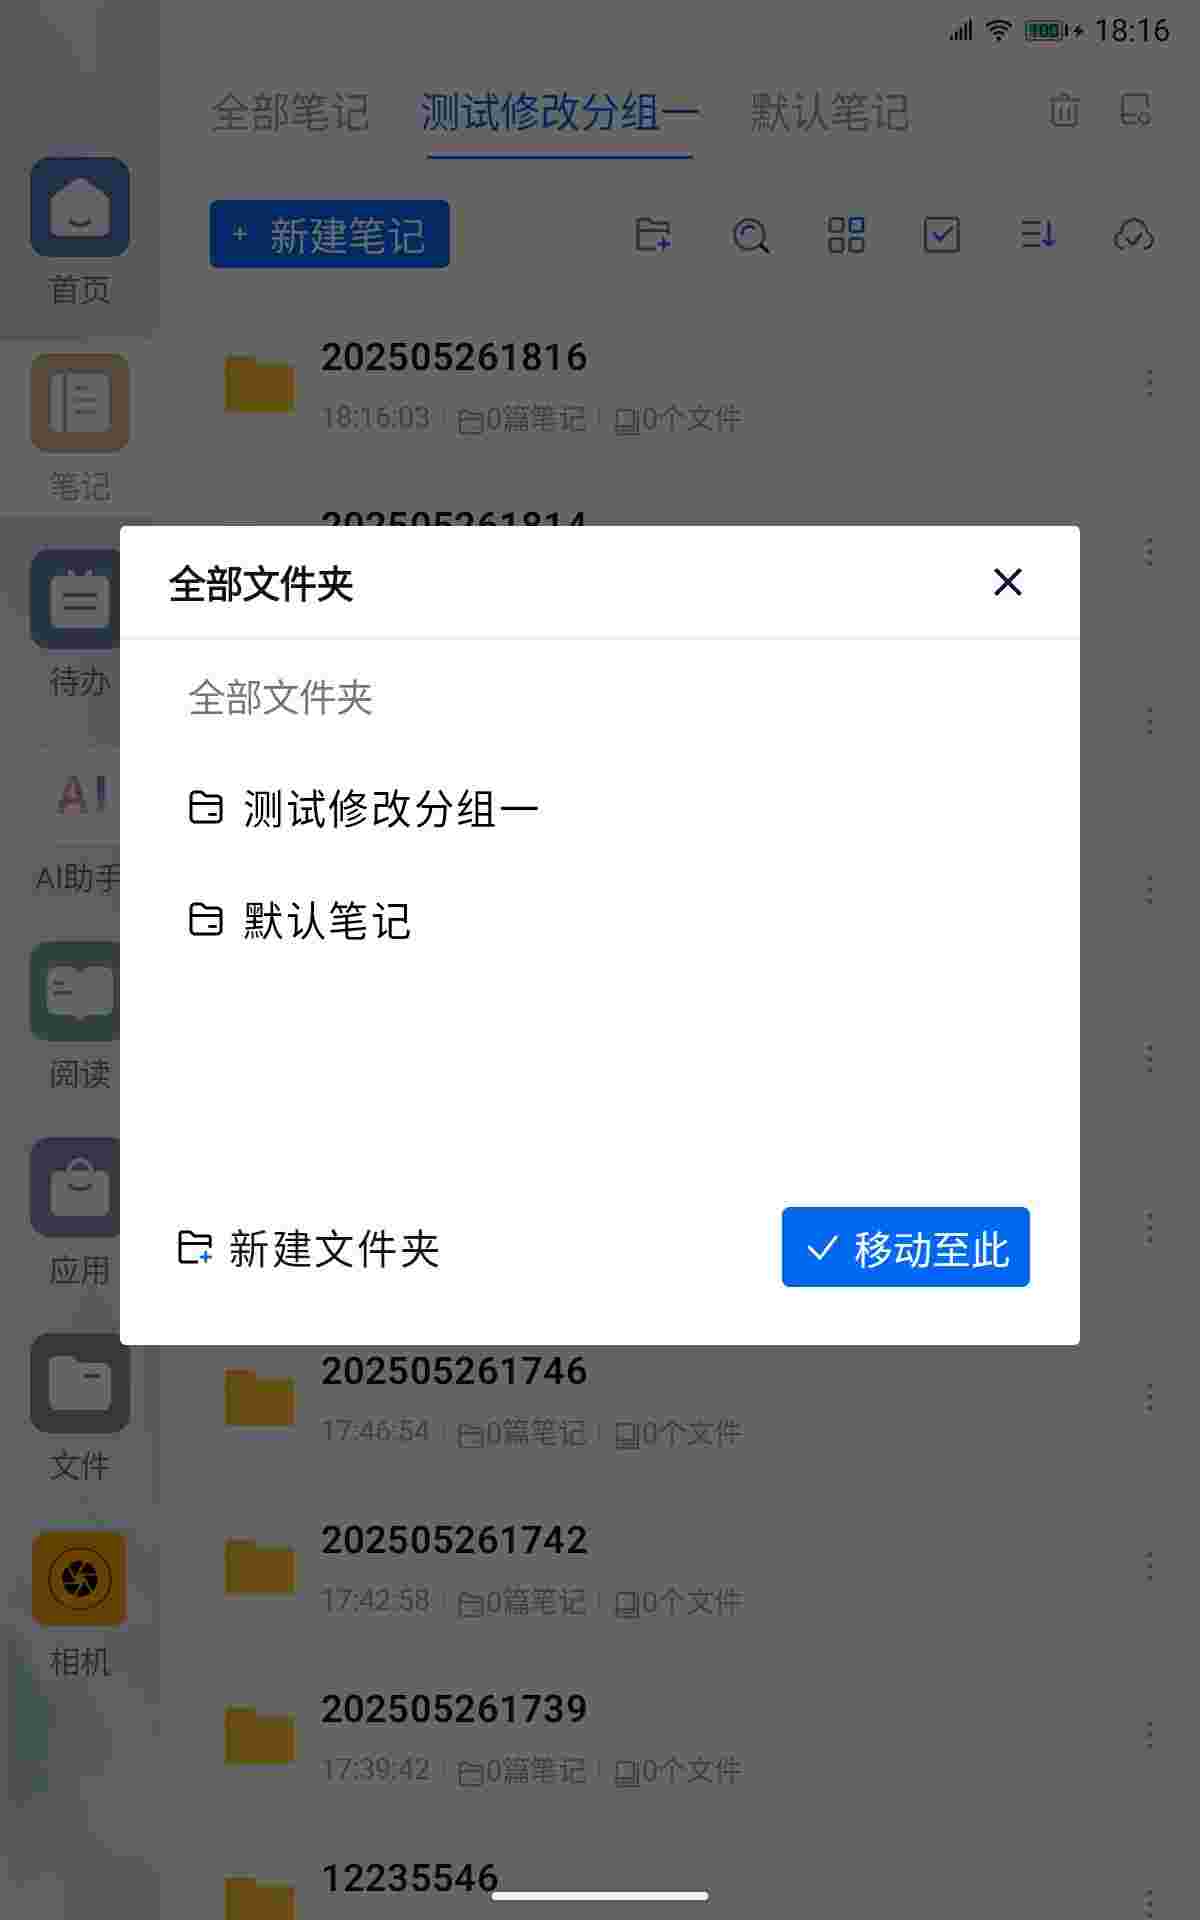 100 18:16
全部笔记 测试修改分组一 默认笔记
+ 新建笔记
首页
笔记
待办
AI
AI助手
阅读
应用
文件
相机
202505261816
18:16:03 0篇笔记 0个文件
202505261814
全部文件夹
全部文件夹
测试修改分组一
默认笔记
新建文件夹 移动至此
202505261746
17:46:54 0篇笔记 0个文件
202505261742
17:42:58 0篇笔记 0个文件
202505261739
17:39:42 0篇笔记 0个文件
12235546